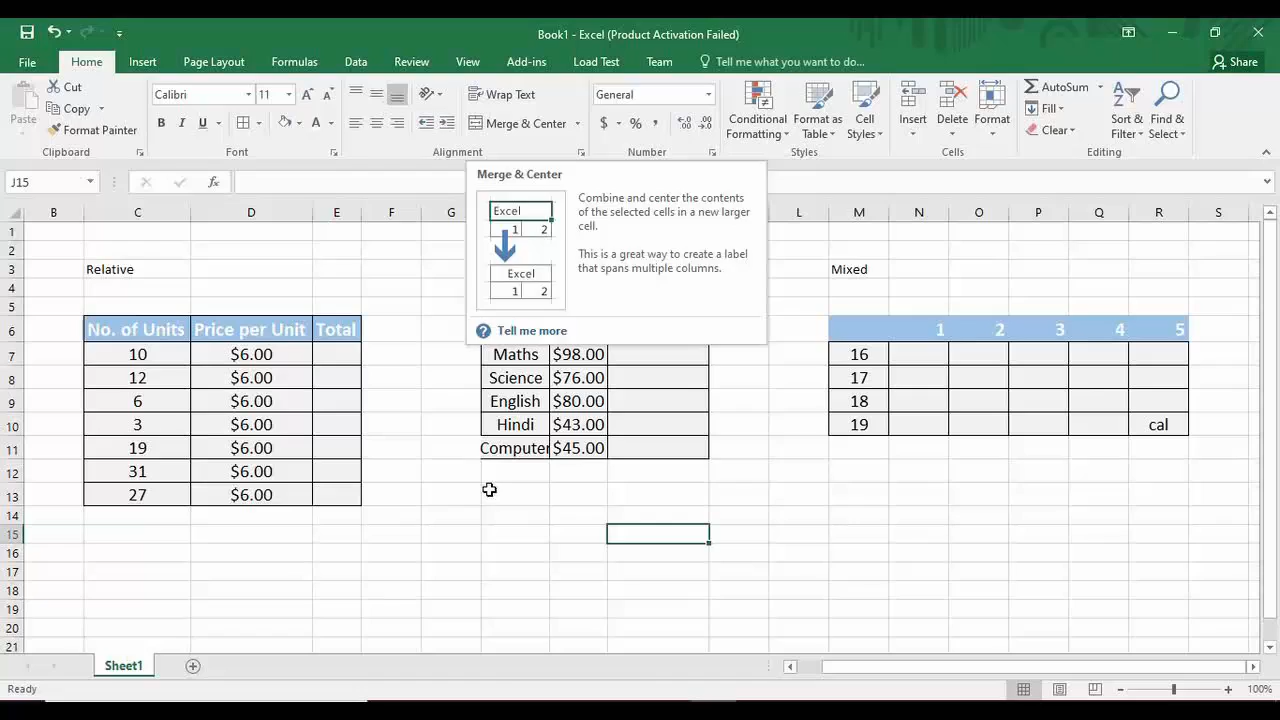 Book1 - Excel (Product Activation Failed)
File Home Insert Page Layout Formulas Data Review View Add-ins Load Test Team Tell me what you want to do... Share
Paste
Cut
Copy
Format Painter
Clipboard
Calibri 11
B I U A
Font
Wrap Text
Merge & Center
Alignment
General
$ % ,
Number
Conditional Formatting
Format as Table
Cell Styles
Styles
Insert Delete Format
Cells
AutoSum
Fill
Clear
Sort & Filter
Find & Select
Editing
J15 fx
Merge & Center
Excel
1 2
Excel
1 2
Combine and center the contents
of the selected cells in a new larger
cell.
This is a great way to create a label
that spans multiple columns.
Tell me more
B C D E F G L M N O P Q R S
1
2
3 Relative Mixed
4
5
6 No. of Units Price per Unit Total 1 2 3 4 5
7 10 $6.00 Maths $98.00 16
8 12 $6.00 Science $76.00 17
9 6 $6.00 English $80.00 18
10 3 $6.00 Hindi $43.00 19 cal
11 19 $6.00 Computer $45.00
12 31 $6.00
13 27 $6.00
14
15
16
17
18
19
20
21
Sheet1
Ready 100%